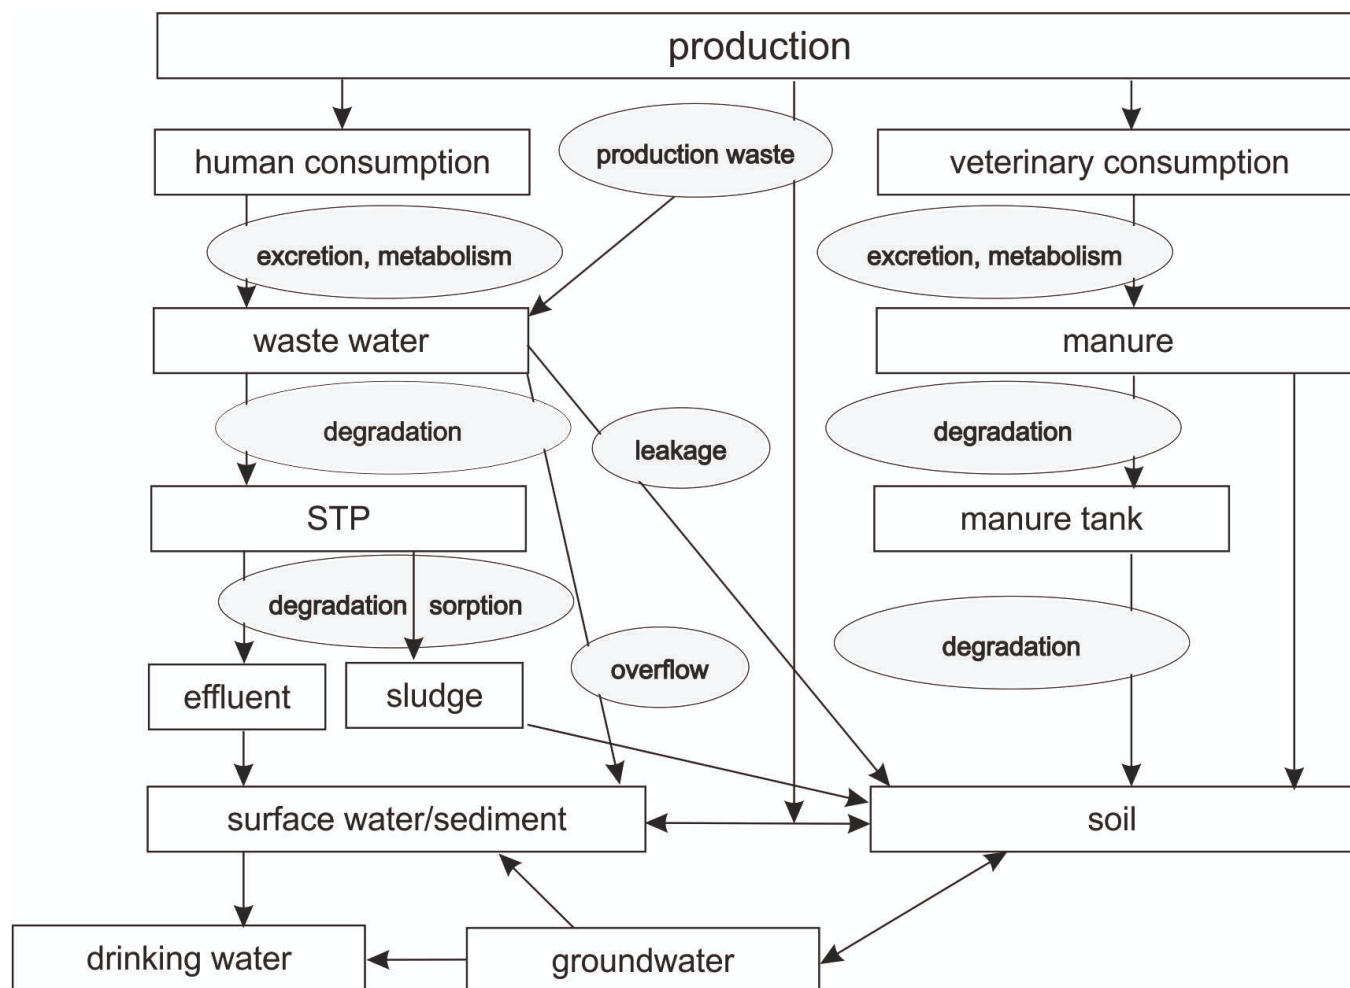 production
human consumption
production waste
veterinary consumption
excretion, metabolism
excretion, metabolism
waste water
manure
degradation
leakage
degradation
STP
manure tank
degradation sorption
overflow
degradation
effluent
sludge
surface water/sediment
soil
drinking water
groundwater